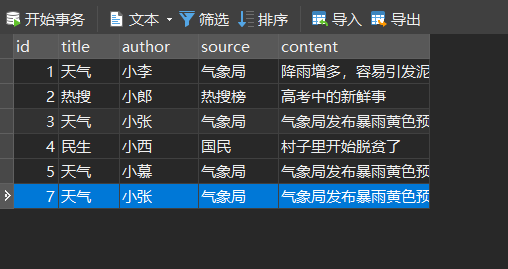 开始事务 文本 筛选 排序 导入 导出
id title author source content
1 天气 小李 气象局 降雨增多，容易引发泥
2 热搜 小郎 热搜榜 高考中的新鲜事
3 天气 小张 气象局 气象局发布暴雨黄色预
4 民生 小西 国民 村子里开始脱贫了
5 天气 小慕 气象局 气象局发布暴雨黄色预
7 天气 小张 气象局 气象局发布暴雨黄色预